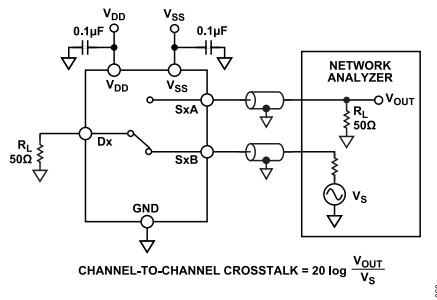 VDD
VSS
0.1µF
0.1µF
VDD
VSS
NETWORK
ANALYZER
SxA
VOUT
RL
50Ω
RL
50Ω
Dx
SxB
VS
GND
CHANNEL-TO-CHANNEL CROSSTALK = 20 log VOUT
VS